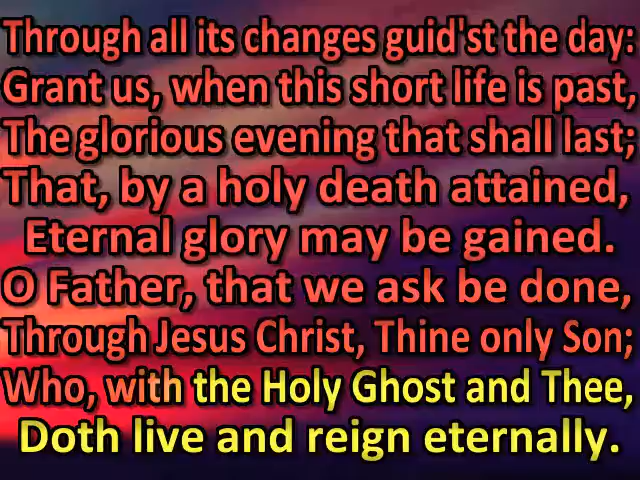 Through all its changes guid'st the day:
Grant us, when this short life is past,
The glorious evening that shall last;
That, by a holy death attained,
Eternal glory may be gained.
O Father, that we ask be done,
Through Jesus Christ, Thine only Son;
Who, with the Holy Ghost and Thee,
Doth live and reign eternally.